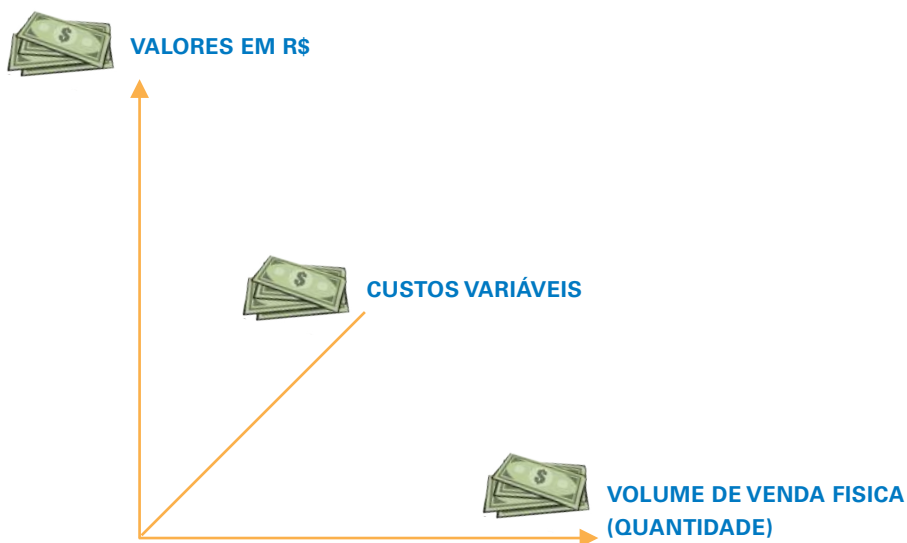 VALORES EM R$
CUSTOS VARIÁVEIS
VOLUME DE VENDA FISICA
(QUANTIDADE)